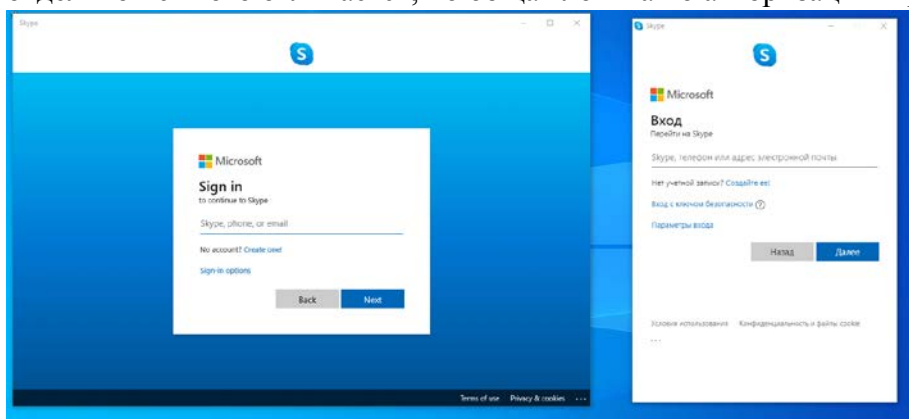 Skype
Microsoft
Sign in
to continue to Skype
Skype, phone, or email
No account? Create one!
Sign-in options
Back Next
Terms of use Privacy & cookies ...
Skype
Microsoft
Вход
Перейти на Skype
Skype, телефон или адрес электронной почты
Нет учетной записи? Создайте ее!
Вход с ключом безопасности
Параметры входа
Назад Далее
Условия использования Конфиденциальность и файлы cookie
...